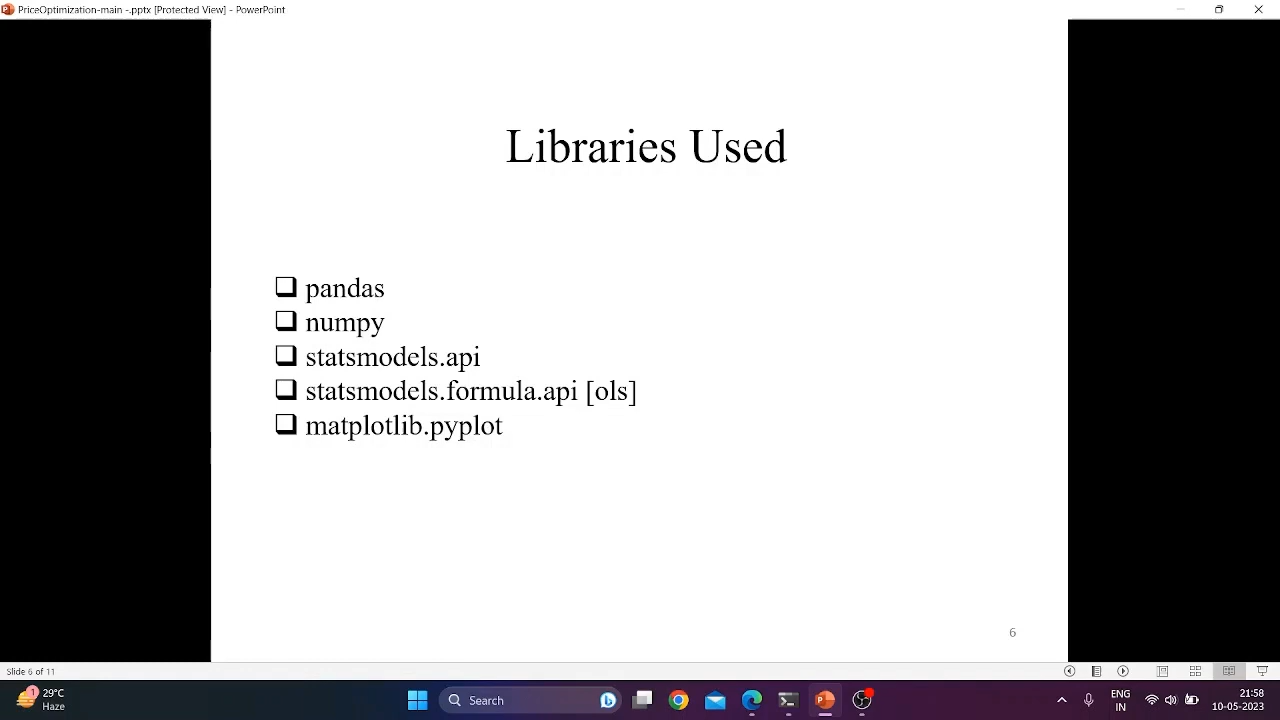 PriceOptimization-main -.pptx [Protected View] - PowerPoint
Libraries Used
❑ pandas
❑ numpy
❑ statsmodels.api
❑ statsmodels.formula.api [ols]
❑ matplotlib.pyplot
6
Slide 6 of 11
1
29°C
Haze
Search
ENG
IN
21:58
10-05-2023